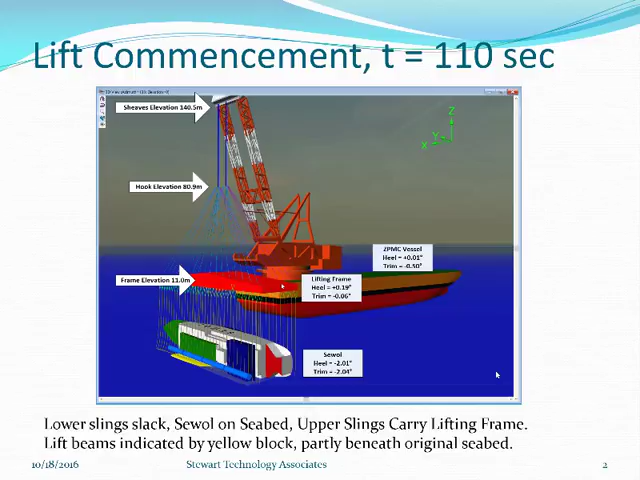 Lift Commencement, t = 110 sec
Sheaves Elevation 140.5m
Z
Y
X
Hook Elevation 80.9m
ZPMC Vessel
Heel = +0.01°
Trim = -0.50°
Frame Elevation 11.0m
Lifting Frame
Heel = +0.19°
Trim = -0.06°
Sewol
Heel = -2.01°
Trim = -2.04°
Lower slings slack, Sewol on Seabed, Upper Slings Carry Lifting Frame.
Lift beams indicated by yellow block, partly beneath original seabed.
10/18/2016
Stewart Technology Associates
2